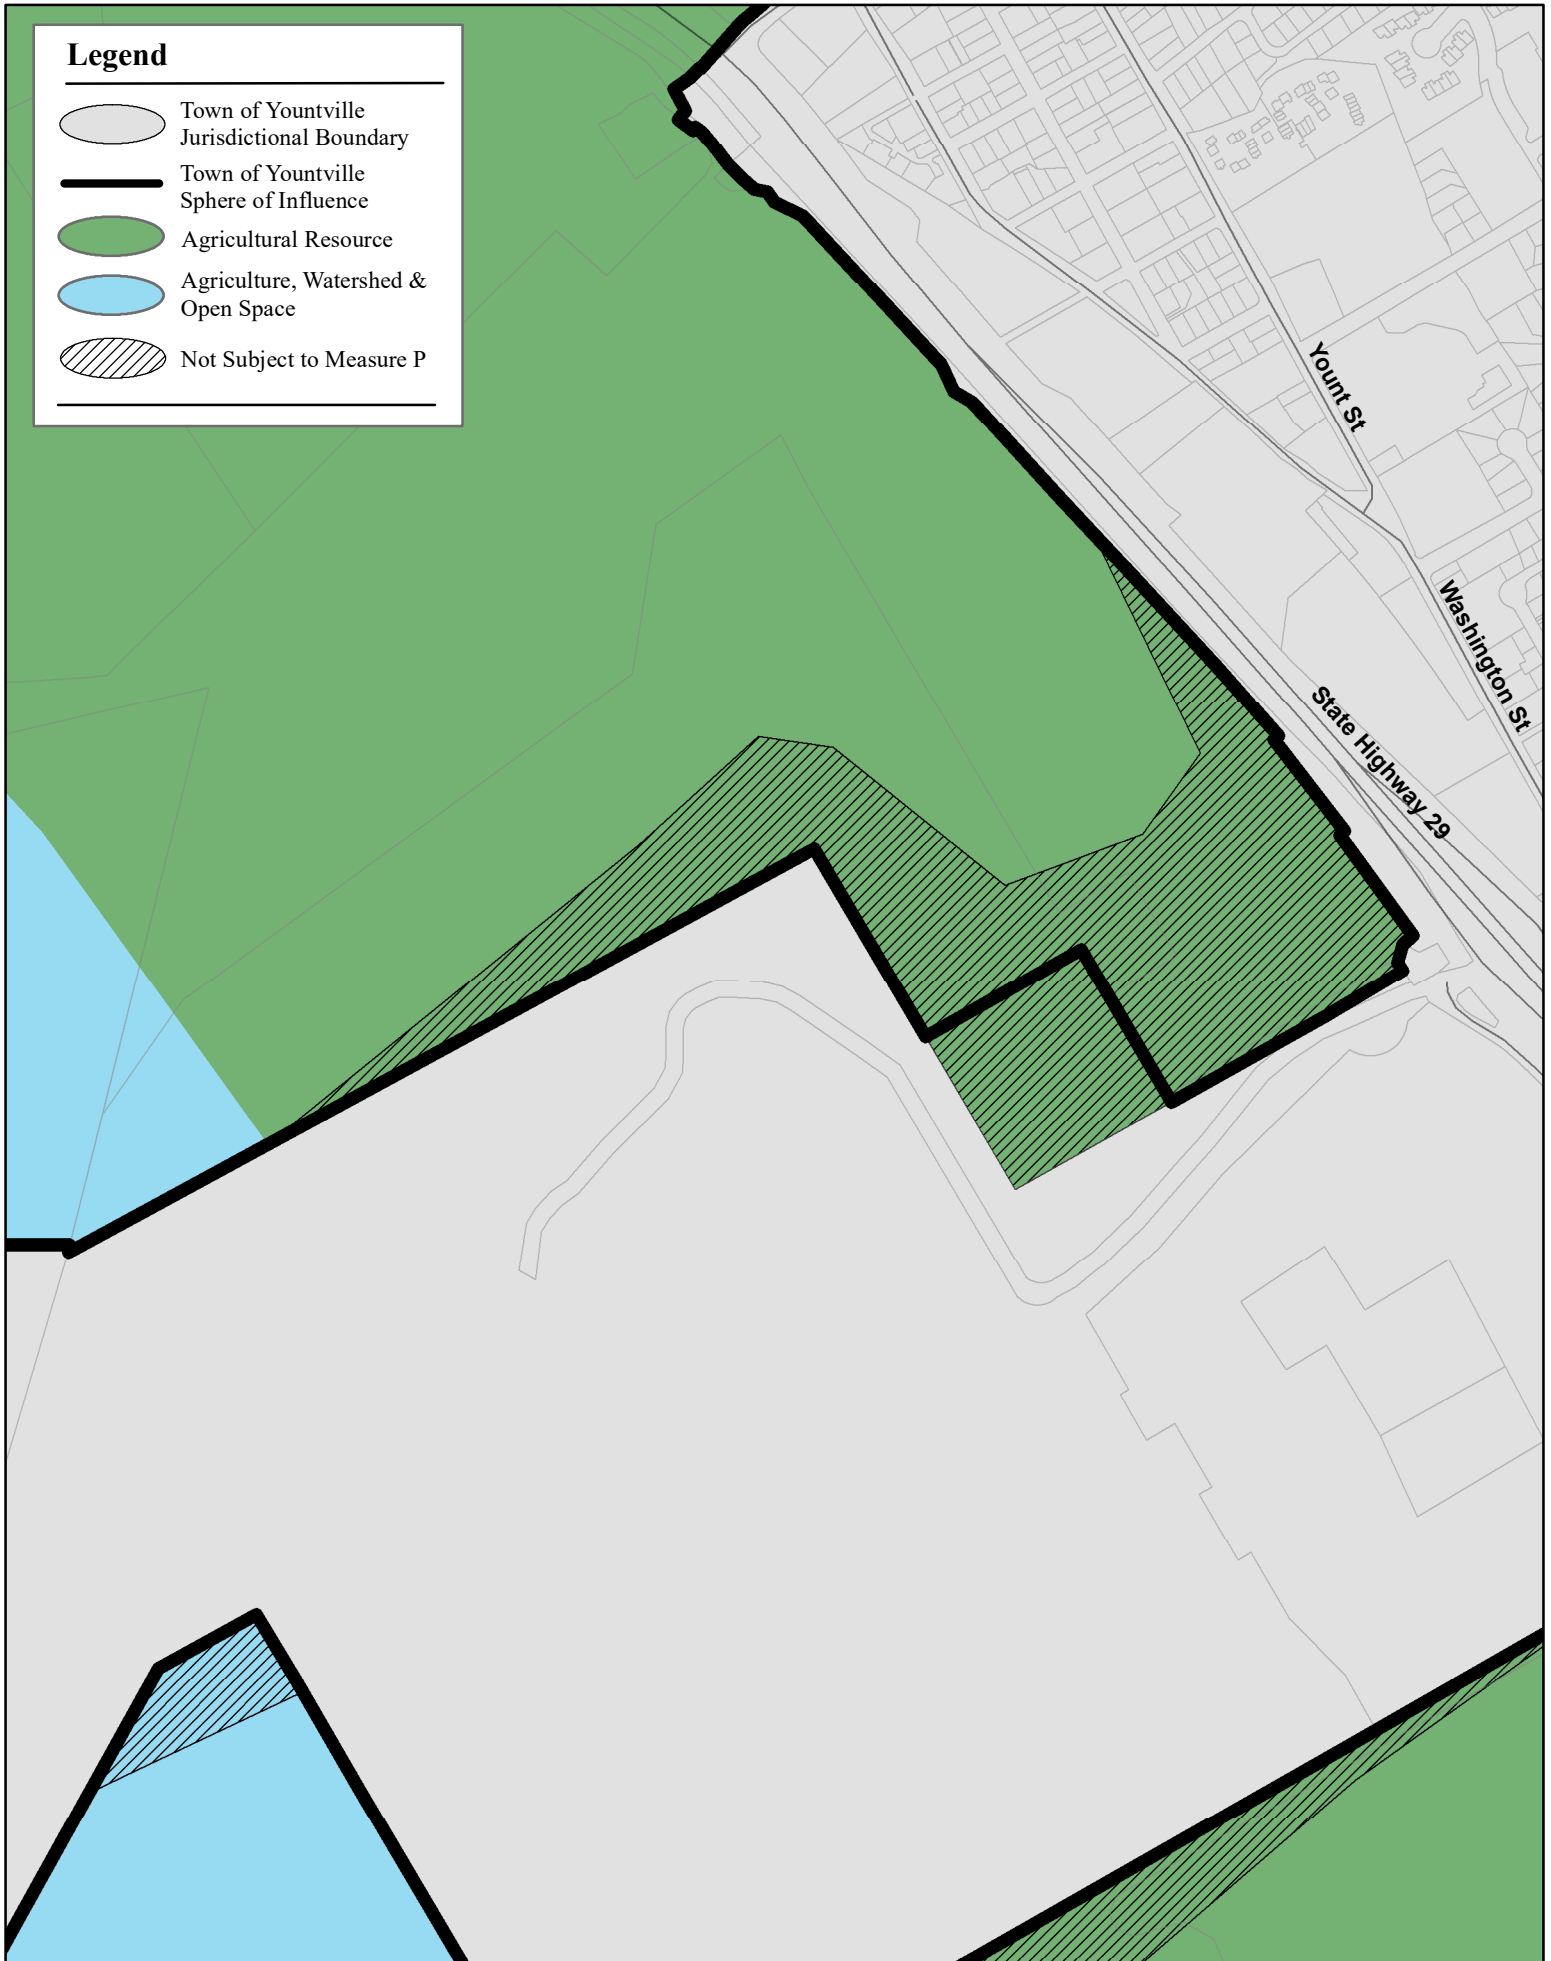 Legend
Town of Yountville
Jurisdictional Boundary
Town of Yountville
Sphere of Influence
Agricultural Resource
Agriculture, Watershed &
Open Space
Not Subject to Measure P
Yount St
Washington St
State Highway 29